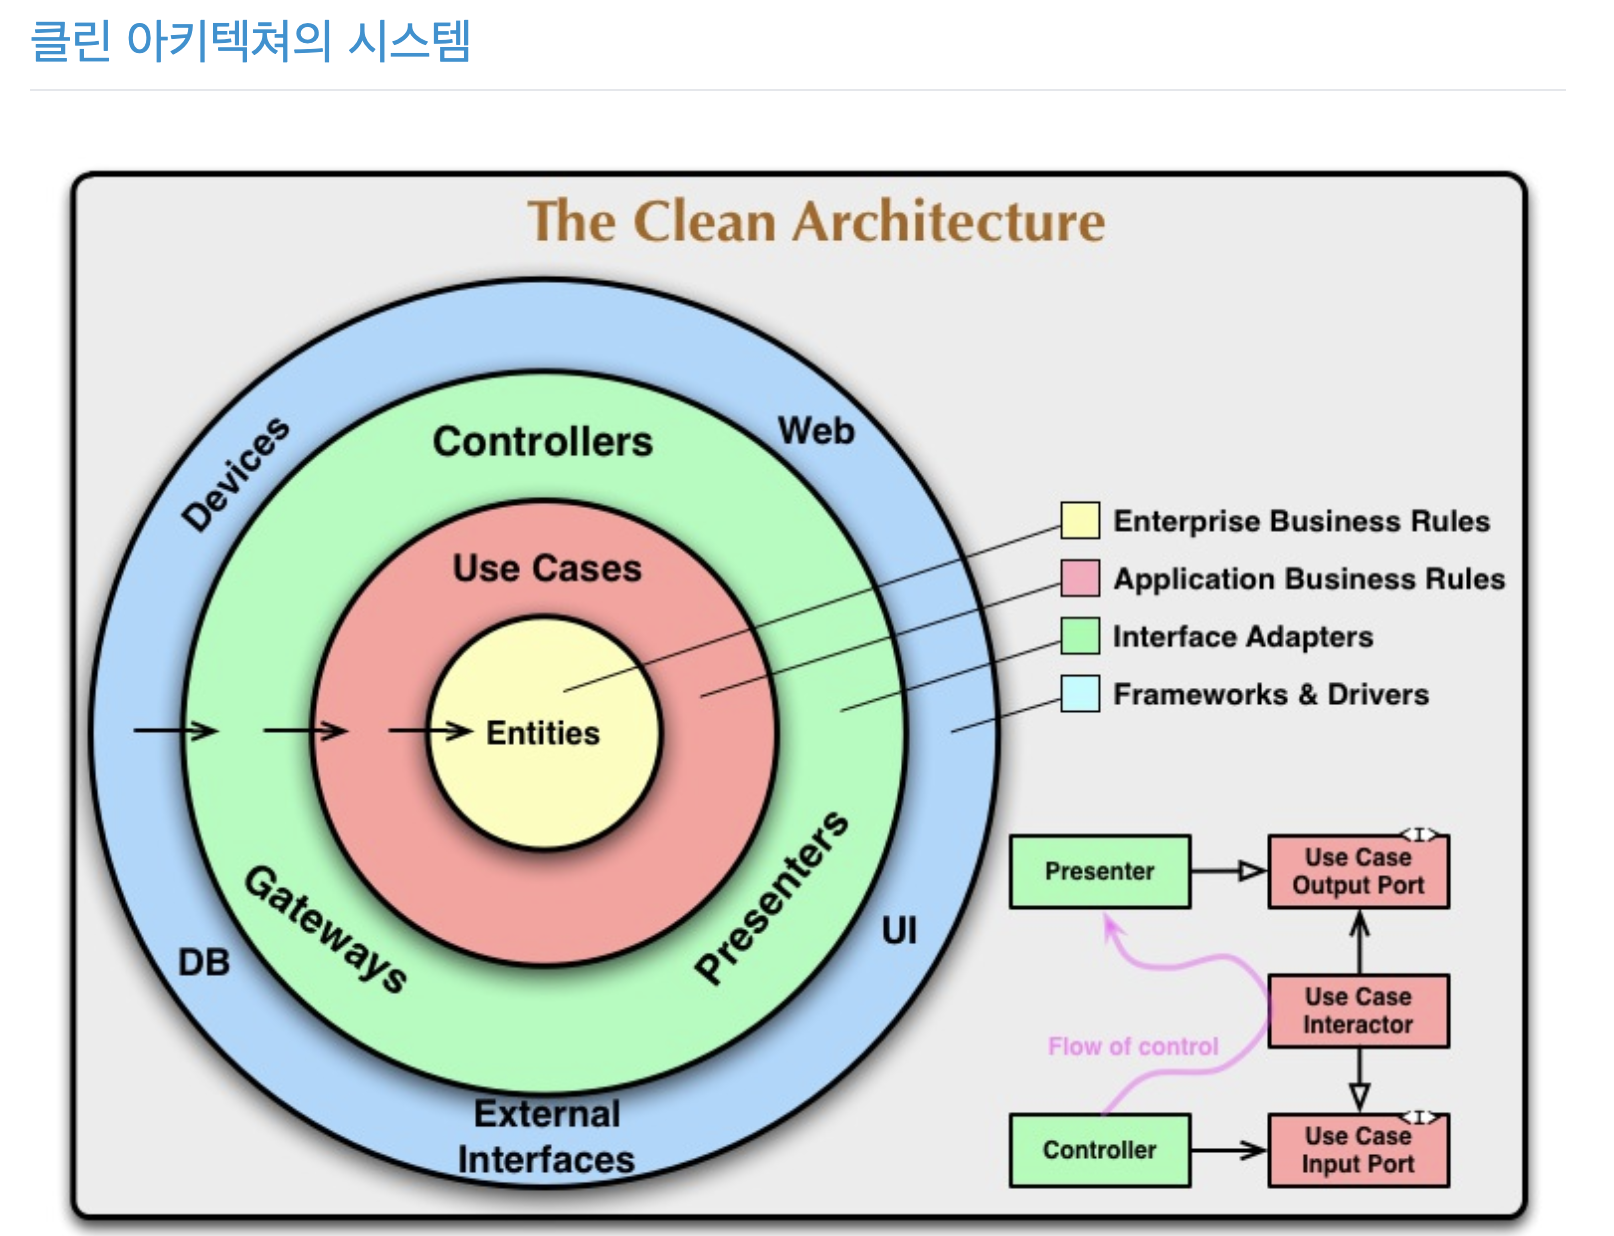 클린 아키텍쳐의 시스템
The Clean Architecture
Devices
Controllers
Web
Use Cases
Entities
Gateways
Presenters
DB
UI
External
Interfaces
Enterprise Business Rules
Application Business Rules
Interface Adapters
Frameworks & Drivers
Presenter
<I>
Use Case
Output Port
Use Case
Interactor
Flow of control
Controller
<I>
Use Case
Input Port